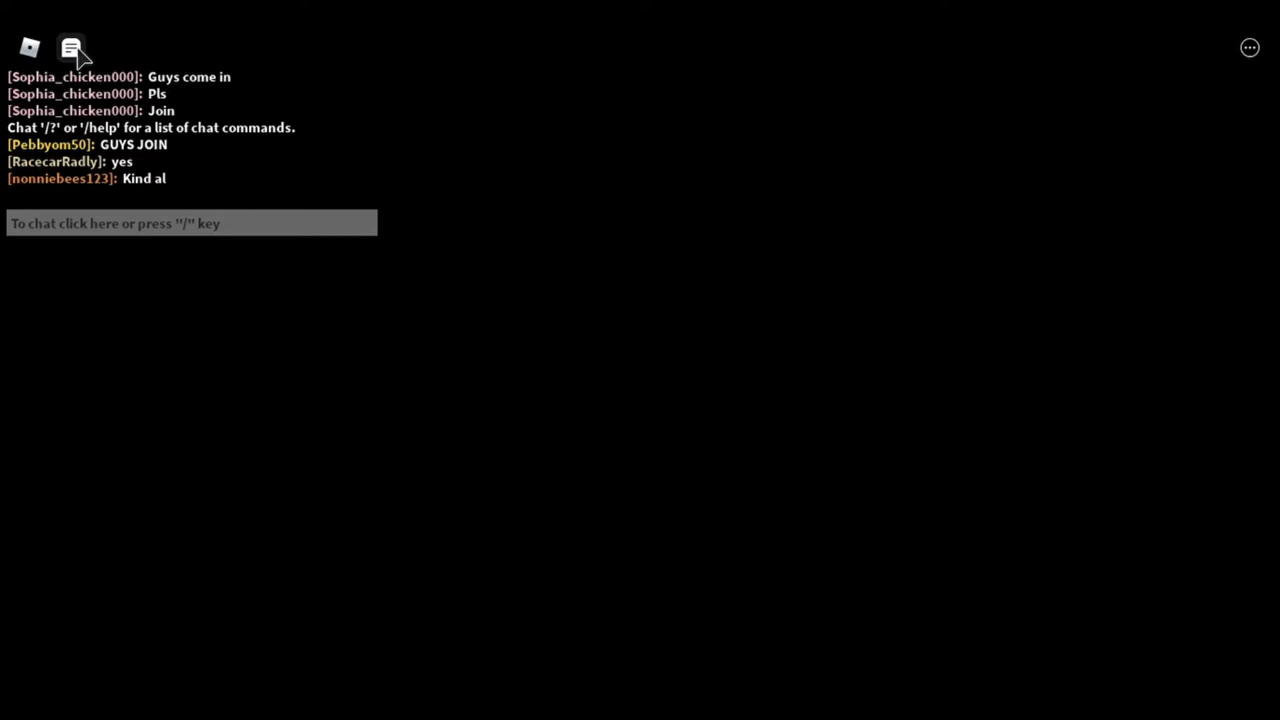 [Sophia_chicken000]: Guys come in
[Sophia_chicken000]: Pls
[Sophia_chicken000]: Join
Chat '/?' or '/help' for a list of chat commands.
[Pebbyom50]: GUYS JOIN
[RacecarRadly]: yes
[nonniebees123]: Kind al
To chat click here or press "/" key